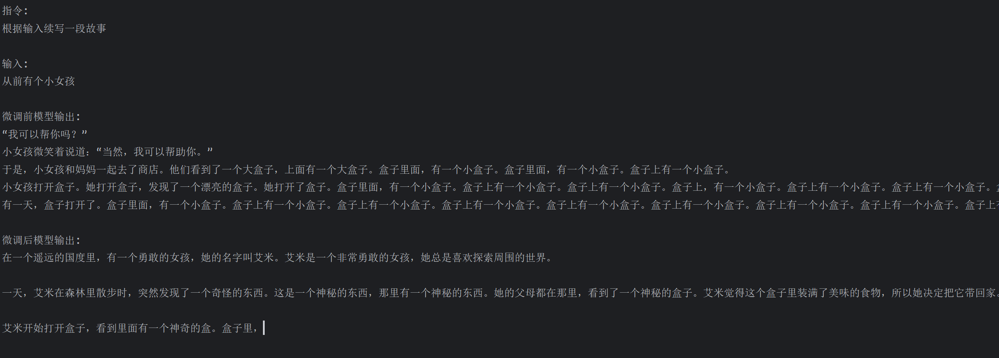 指令:
根据输入续写一段故事
输入:
从前有个小女孩
微调前模型输出:
“我可以帮你吗？”
小女孩微笑着说道：“当然，我可以帮助你。”
于是，小女孩和妈妈一起去了商店。他们看到了一个大盒子，上面有一个大盒子。盒子里面，有一个小盒子。盒子里面，有一个小盒子。盒子上有一个小盒子。
小女孩打开盒子。她打开盒子，发现了一个漂亮的盒子。她打开了盒子。盒子里面，有一个小盒子。盒子上有一个小盒子。盒子上有一个小盒子。盒子上，有一个小盒子。盒子上有一个小盒子。盒子上有一个小盒子。
有一天，盒子打开了。盒子里面，有一个小盒子。盒子上有一个小盒子。盒子上有一个小盒子。盒子上有一个小盒子。盒子上有一个小盒子。盒子上有一个小盒子。盒子上有一个小盒子。盒子上有一个小盒子。盒子上
微调后模型输出:
在一个遥远的国度里，有一个勇敢的女孩，她的名字叫艾米。艾米是一个非常勇敢的女孩，她总是喜欢探索周围的世界。
一天，艾米在森林里散步时，突然发现了一个奇怪的东西。这是一个神秘的东西，那里有一个神秘的东西。她的父母都在那里，看到了一个神秘的盒子。艾米觉得这个盒子里装满了美味的食物，所以她决定把它带回家。
艾米开始打开盒子，看到里面有一个神奇的盒。盒子里，